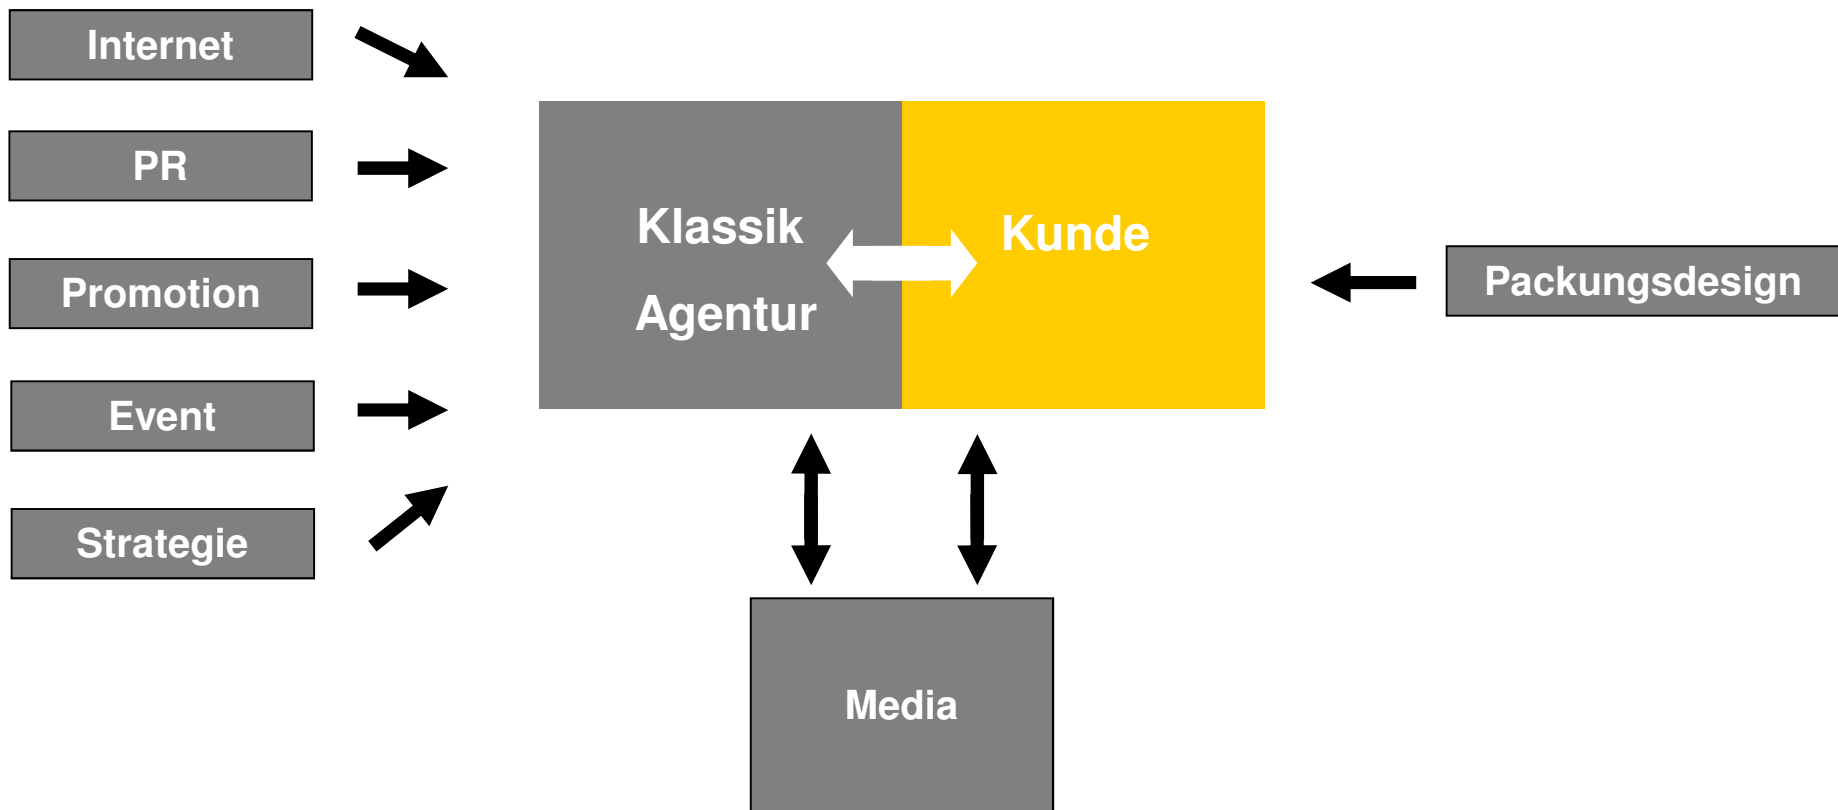 Internet
PR
Promotion
Event
Strategie
Klassik
Agentur
Kunde
Packungsdesign
Media